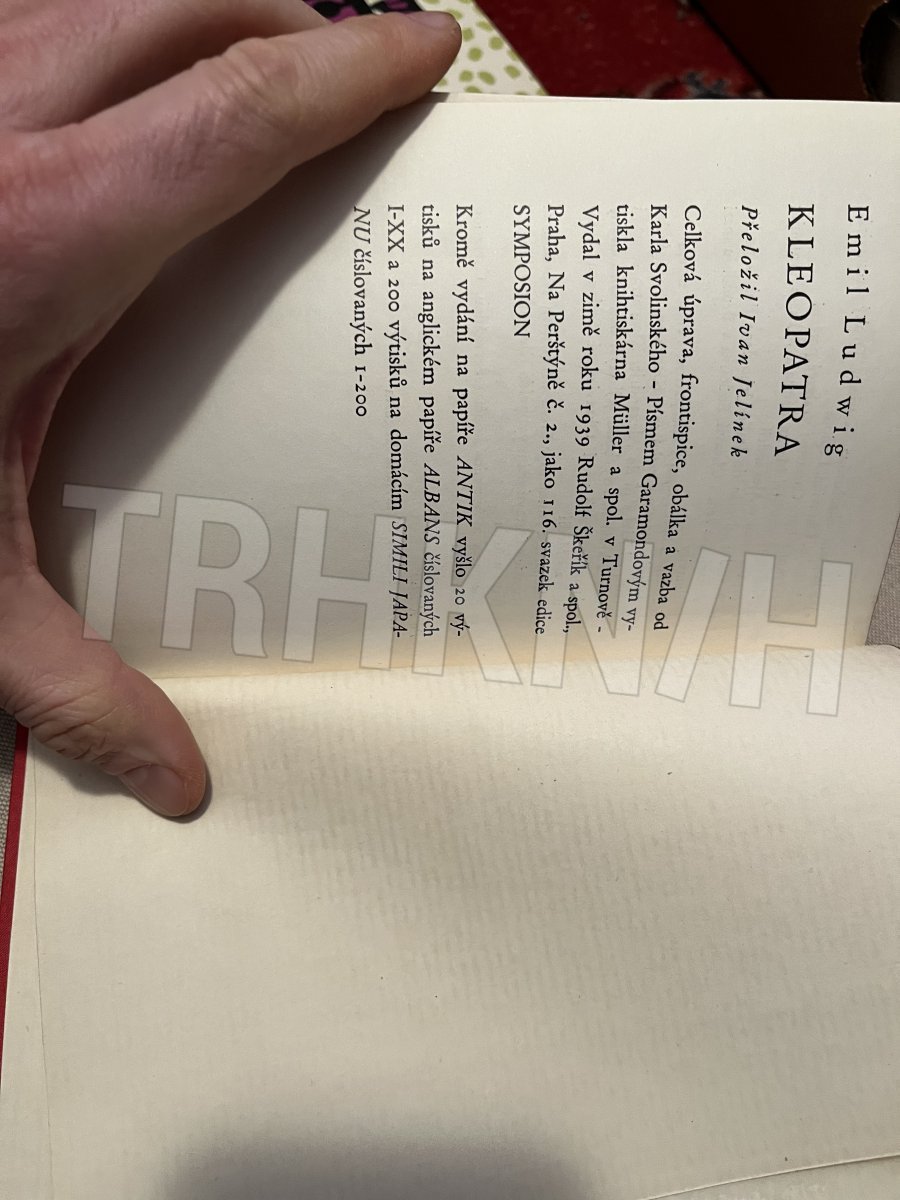 Emil Ludwig
KLEOPATRA
Přeložil Ivan Jelínek
Celková úprava, frontispice, obálka a vazba od
Karla Svolinského - Písmem Garamondovým vy-
tiskla knihtiskárna Müller a spol. v Turnově -
Vydal v zimě roku 1939 Rudolf Škeřík a spol.,
Praha, Na Perštýně č. 2., jako 116. svazek edice
SYMPOSION
Kromě vydání na papíře ANTIK vyšlo 20 vý-
tisků na anglickém papíře ALBANS číslovaných
I-XX a 200 výtisků na domácím SIMILI JAPA-
NU číslovaných 1-200
TRHKNIH